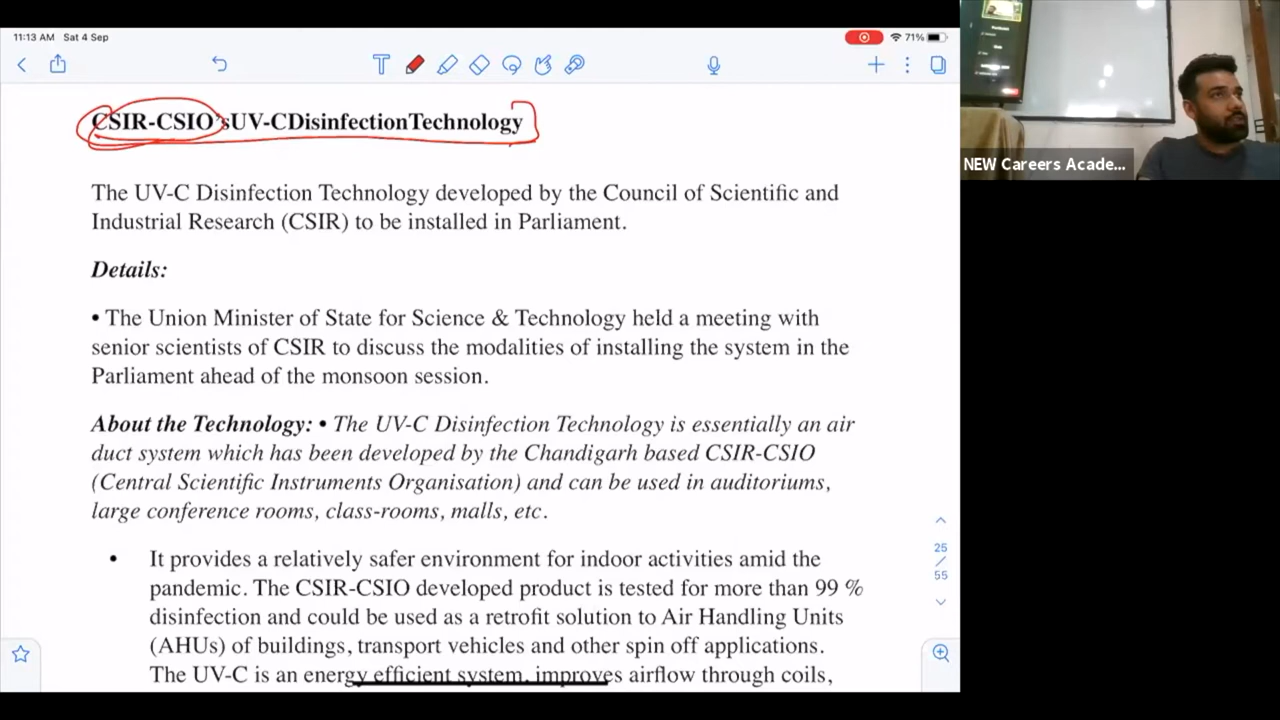 11:13 AM Sat 4 Sep
71%
CSIR-CSIO'sUV-CDisinfectionTechnology
The UV-C Disinfection Technology developed by the Council of Scientific and
Industrial Research (CSIR) to be installed in Parliament.
Details:
• The Union Minister of State for Science & Technology held a meeting with
senior scientists of CSIR to discuss the modalities of installing the system in the
Parliament ahead of the monsoon session.
About the Technology: • The UV-C Disinfection Technology is essentially an air
duct system which has been developed by the Chandigarh based CSIR-CSIO
(Central Scientific Instruments Organisation) and can be used in auditoriums,
large conference rooms, class-rooms, malls, etc.
• It provides a relatively safer environment for indoor activities amid the
pandemic. The CSIR-CSIO developed product is tested for more than 99 %
disinfection and could be used as a retrofit solution to Air Handling Units
(AHUs) of buildings, transport vehicles and other spin off applications.
The UV-C is an energy efficient system, improves airflow through coils,
25
/
55
NEW Careers Acade...